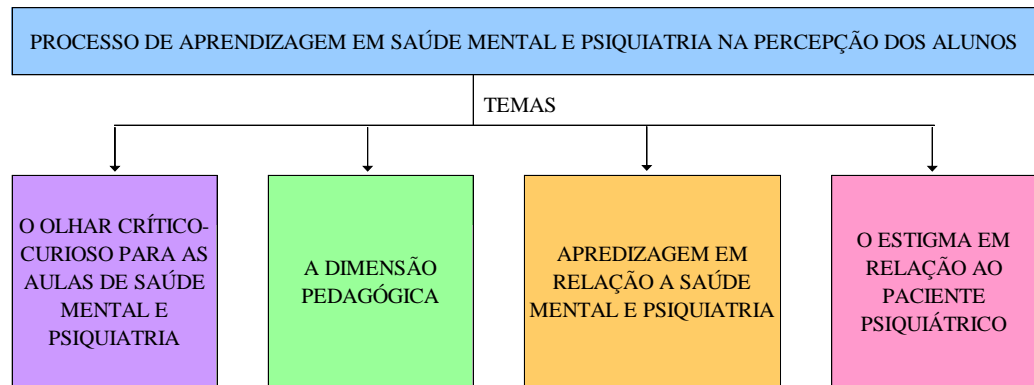 PROCESSO DE APRENDIZAGEM EM SAÚDE MENTAL E PSIQUIATRIA NA PERCEPÇÃO DOS ALUNOS
TEMAS
O OLHAR CRÍTICO-
CURIOSO PARA AS
AULAS DE SAÚDE
MENTAL E
PSIQUIATRIA
A DIMENSÃO
PEDAGÓGICA
APREDIZAGEM EM
RELAÇÃO A SAÚDE
MENTAL E PSIQUIATRIA
O ESTIGMA EM
RELAÇÃO AO
PACIENTE
PSIQUIÁTRICO